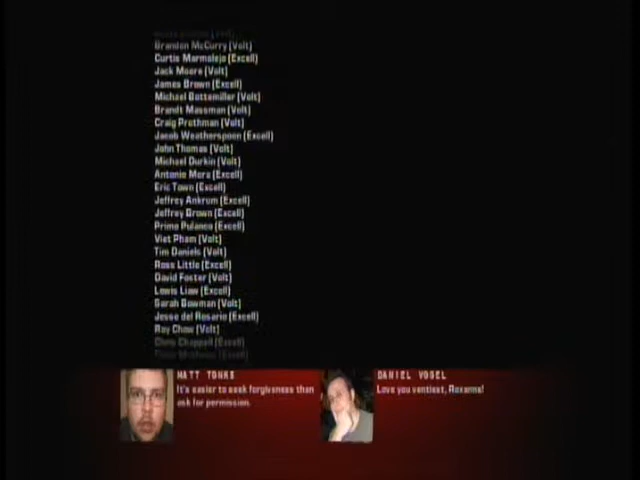 Brandon McCurry (Volt)
Curtis Marmolejo (Excell)
Jack Moore (Volt)
James Brown (Excell)
Michael Bottemiller (Volt)
Brandt Massman (Volt)
Craig Prothman (Volt)
Jacob Weatherspoon (Excell)
John Thomas (Volt)
Michael Durkin (Volt)
Antonio Mora (Excell)
Eric Town (Excell)
Jeffrey Ankrum (Excell)
Jeffrey Brown (Excell)
Primo Pulanco (Excell)
Viet Pham (Volt)
Tim Daniels (Volt)
Ross Little (Excell)
David Foster (Volt)
Lewis Liaw (Excell)
Sarah Bowman (Volt)
Jesse del Rosario (Excell)
Roy Chow (Volt)
Chris Chappell (Excell)
MATT TONKS
It's easier to seek forgiveness than
ask for permission.
DANIEL VOGEL
Love you ventiest, Roxanne!